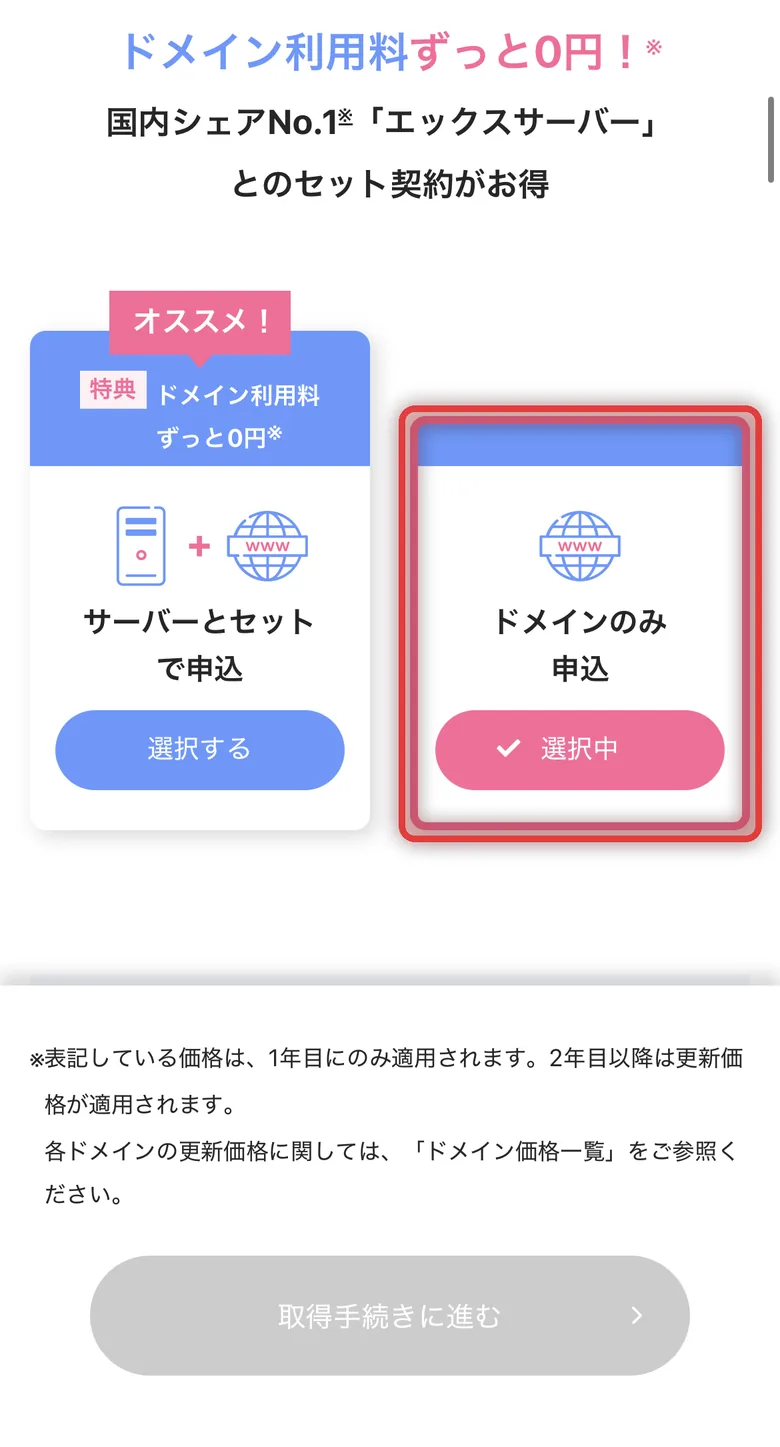 ドメイン利用料ずっと0円！※
国内シェアNo.1※「エックスサーバー」
とのセット契約がお得
オススメ！
特典 ドメイン利用料
ずっと0円※
www
サーバーとセット
で申込
選択する
www
ドメインのみ
申込
選択中
※表記している価格は、1年目にのみ適用されます。2年目以降は更新価
格が適用されます。
各ドメインの更新価格に関しては、「ドメイン価格一覧」をご参照く
ださい。
取得手続きに進む